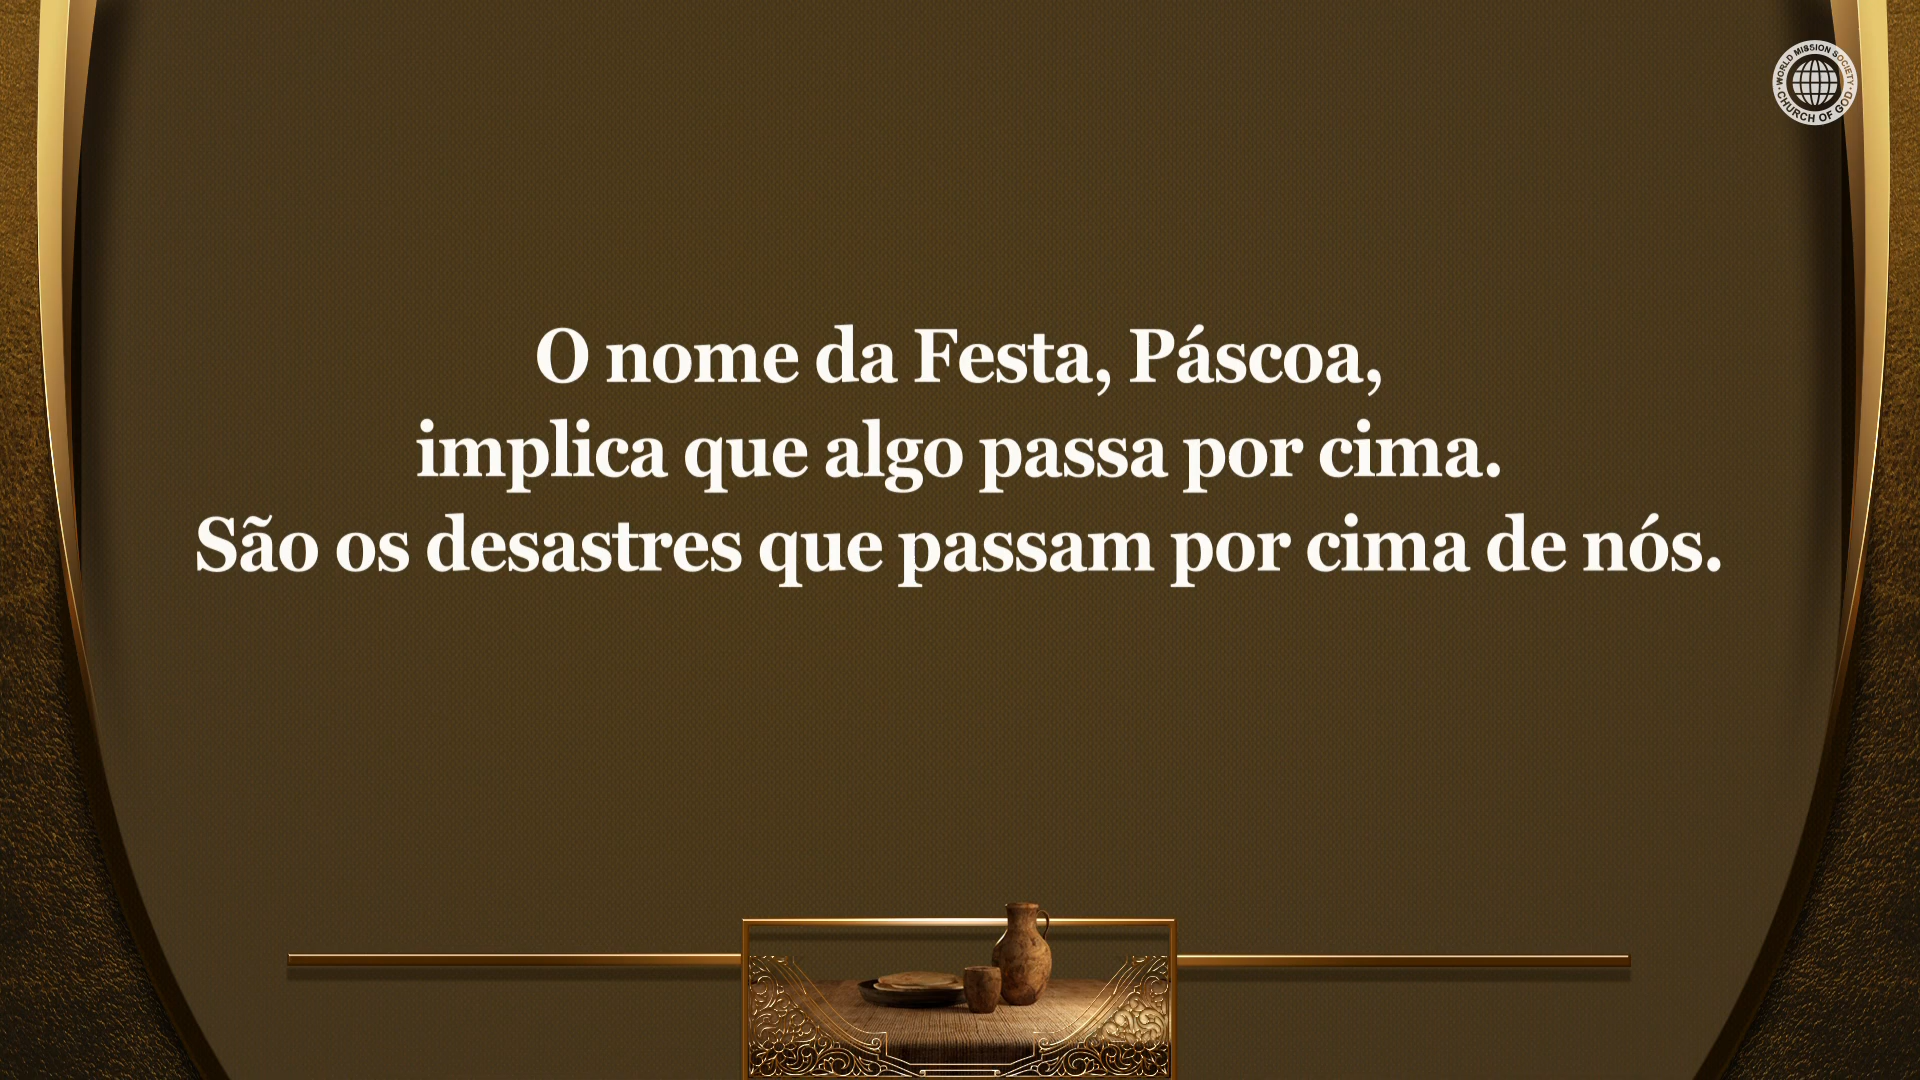 WORLD MISSION SOCIETY
CHURCH OF GOD
O nome da Festa, Páscoa,
implica que algo passa por cima.
São os desastres que passam por cima de nós.